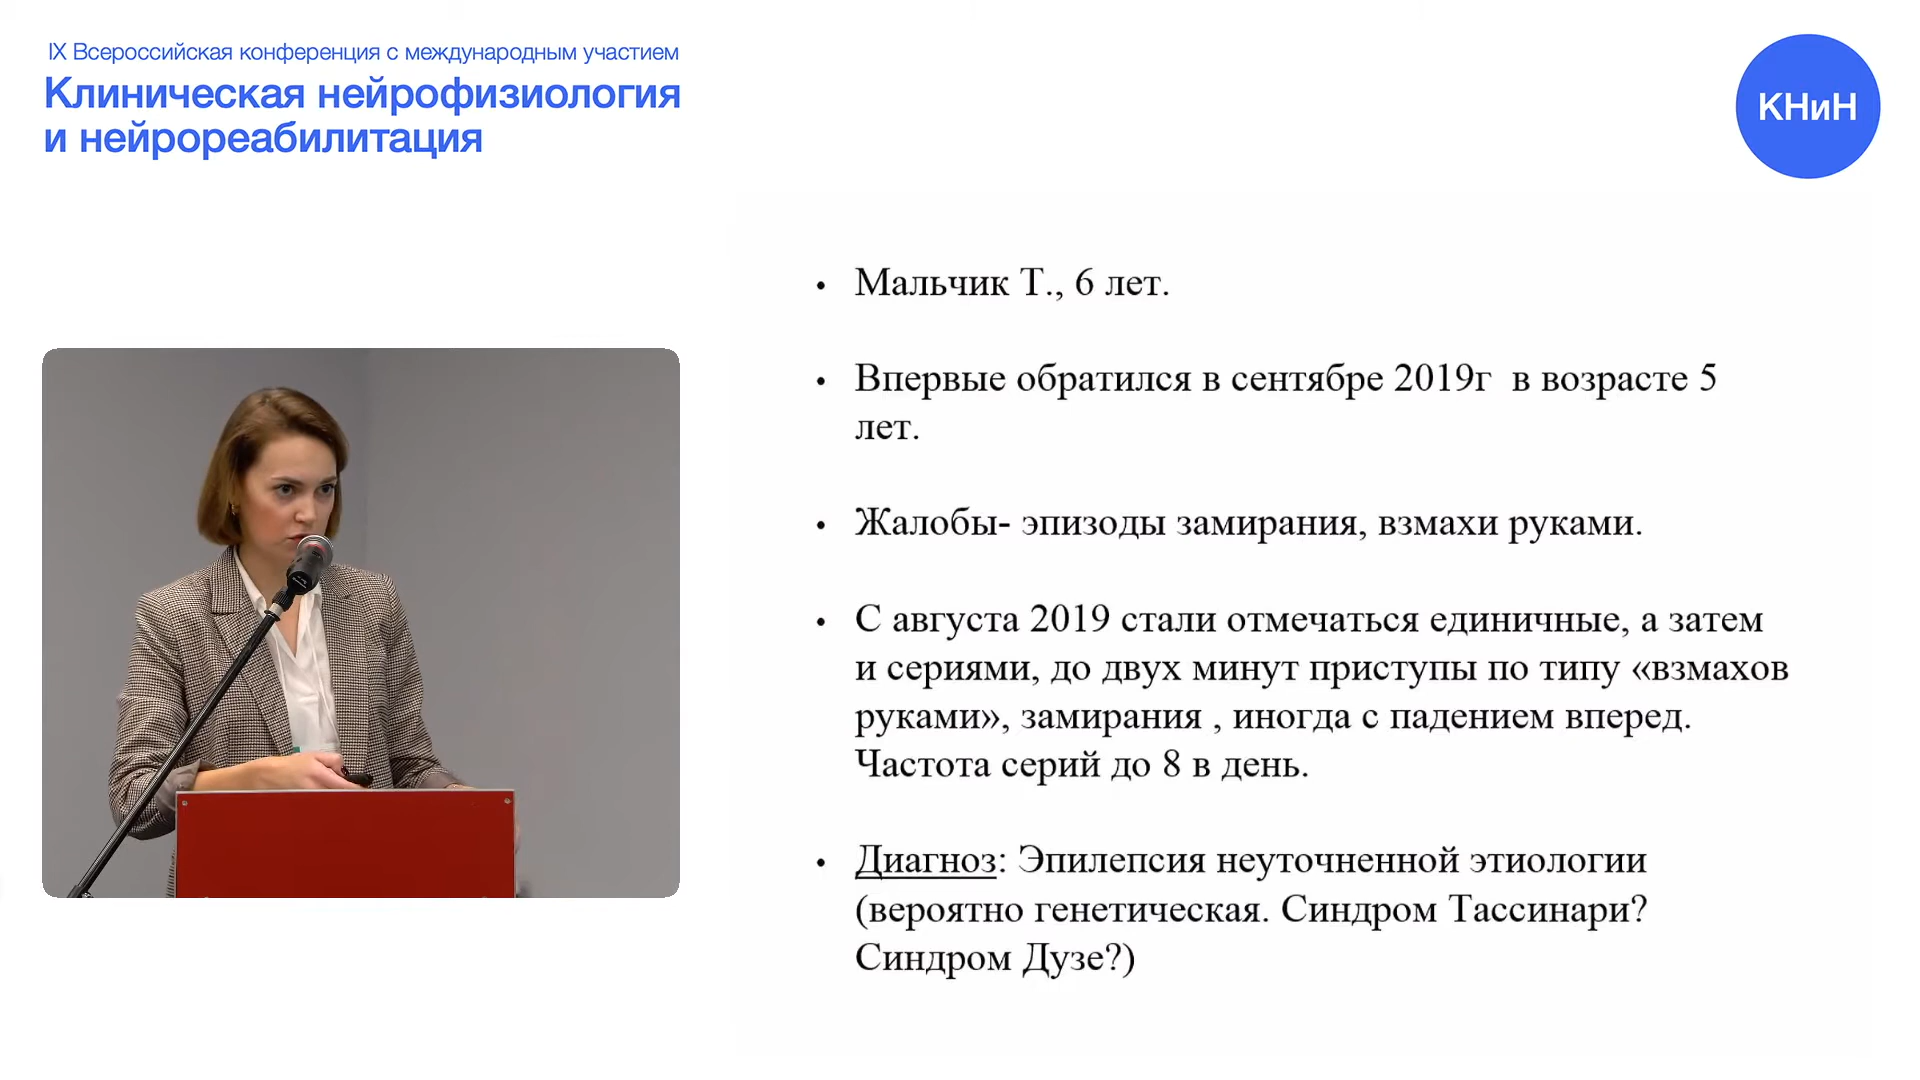 IX Всероссийская конференция с международным участием
Клиническая нейрофизиология
и нейрореабилитация
КНиН
• Мальчик Т., 6 лет.
• Впервые обратился в сентябре 2019г  в возрасте 5
лет.
• Жалобы- эпизоды замирания, взмахи руками.
• С августа 2019 стали отмечаться единичные, а затем
и сериями, до двух минут приступы по типу «взмахов
руками», замирания , иногда с падением вперед.
Частота серий до 8 в день.
• Диагноз: Эпилепсия неуточненной этиологии
(вероятно генетическая. Синдром Тассинари?
Синдром Дузе?)